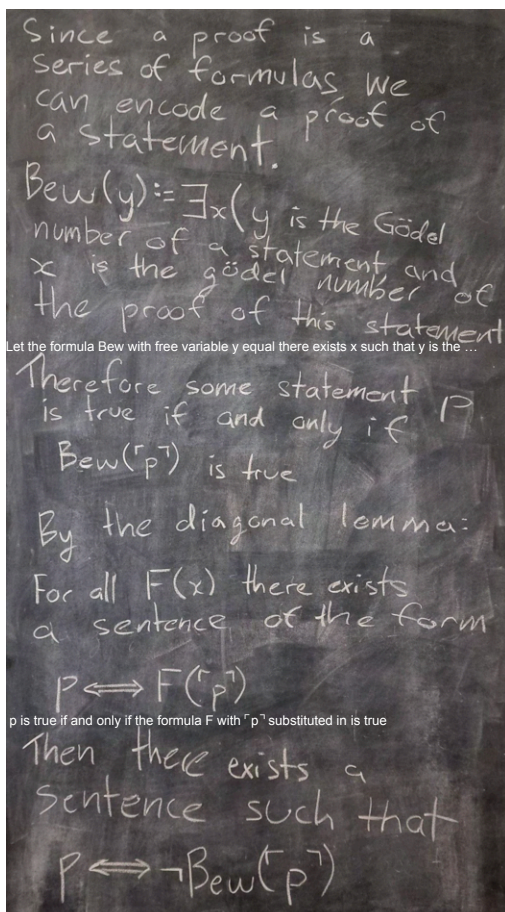 Since a proof is a
series of formulas we
can encode a proof of
a statement.
Bew(y):=∃x(y is the Gödel
number of a statement and
x is the gödel number of
the proof of this statement
Let the formula Bew with free variable y equal there exists x such that y is the ...
Therefore some statement p
is true if and only if
Bew(⌜p⌝) is true
By the diagonal lemma:
For all F(x) there exists
a sentence of the form
p⟺F(⌜p⌝)
p is true if and only if the formula F with ⌜p⌝ substituted in is true
Then there exists a
sentence such that
p⟺¬Bew(⌜p⌝)